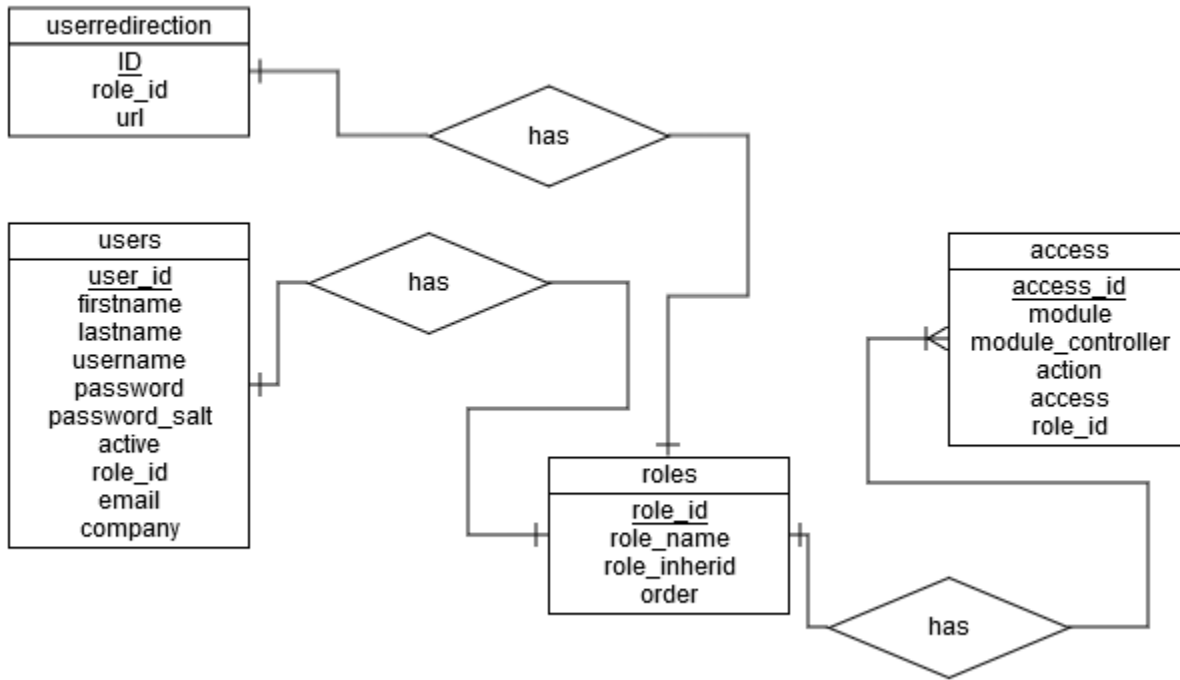 userredirection
ID
role_id
url
has
users
user_id
firstname
lastname
username
password
password_salt
active
role_id
email
company
has
access
access_id
module
module_controller
action
access
role_id
roles
role_id
role_name
role_inherid
order
has